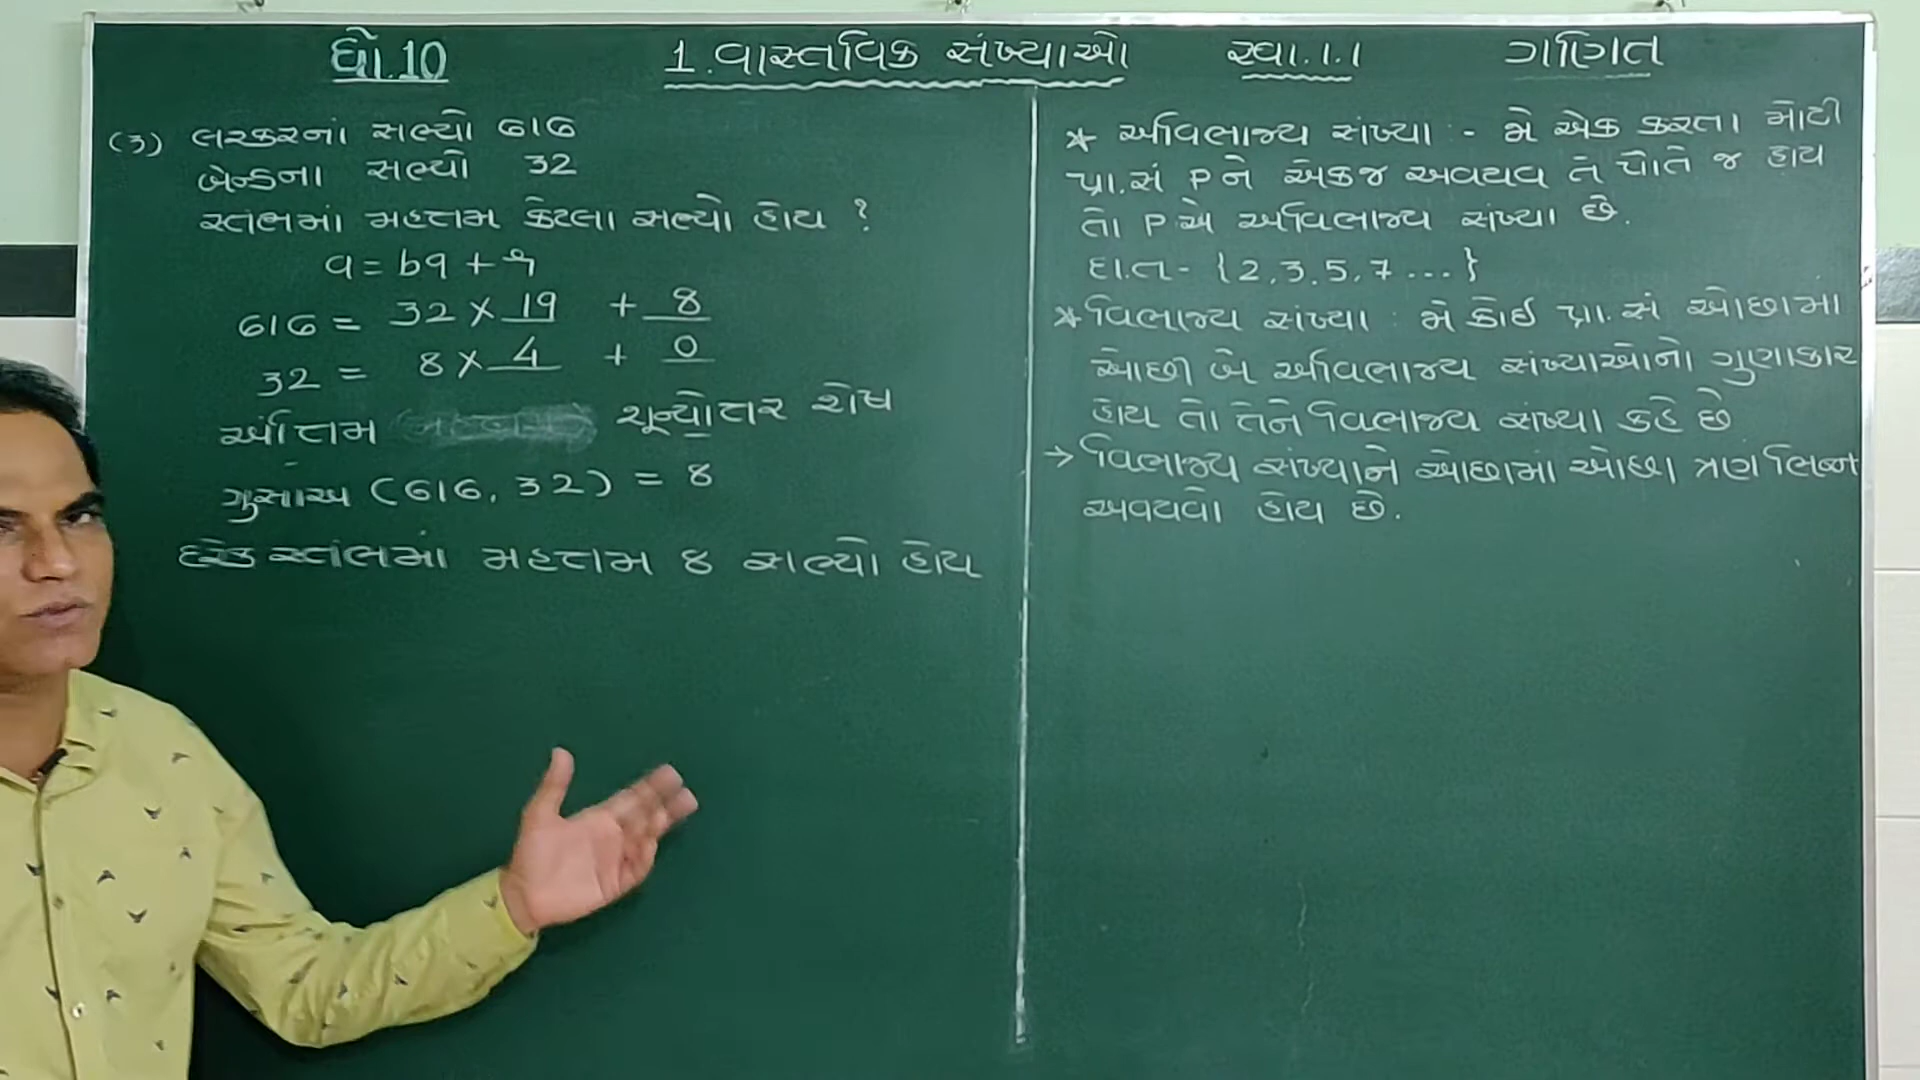 ધો.10 1. વાસ્તવિક સંખ્યાઓ સ્વા.1.1 ગણિત
(૩) લશ્કરનાં સભ્યો 616
બેન્ડના સભ્યો 32
સ્તંભમાં મહત્તમ કેટલા સભ્યો હોય ?
a = bq + r
616 = 32 × 19 + 8
32 = 8 × 4 + 0
અંતિમ શૂન્યેત્તર શેષ
ગુસાઅ (616, 32) = 8
દરેક સ્તંભમાં મહત્તમ 8 સભ્યો હોય
* અવિભાજ્ય સંખ્યા :- જો એક કરતા મોટી
પ્રા.સં P ને એકજ અવયવ તે પોતે જ હોય
તો P એ અવિભાજ્ય સંખ્યા છે.
દા.ત - {2,3,5,7...}
* વિભાજ્ય સંખ્યા : જો કોઈ પ્રા.સં ઓછામાં
ઓછી બે અવિભાજ્ય સંખ્યાઓનો ગુણાકાર
હોય તો તેને વિભાજ્ય સંખ્યા કહે છે
→ વિભાજ્ય સંખ્યાને ઓછામાં ઓછા ત્રણ ભિન્ન
અવયવો હોય છે.